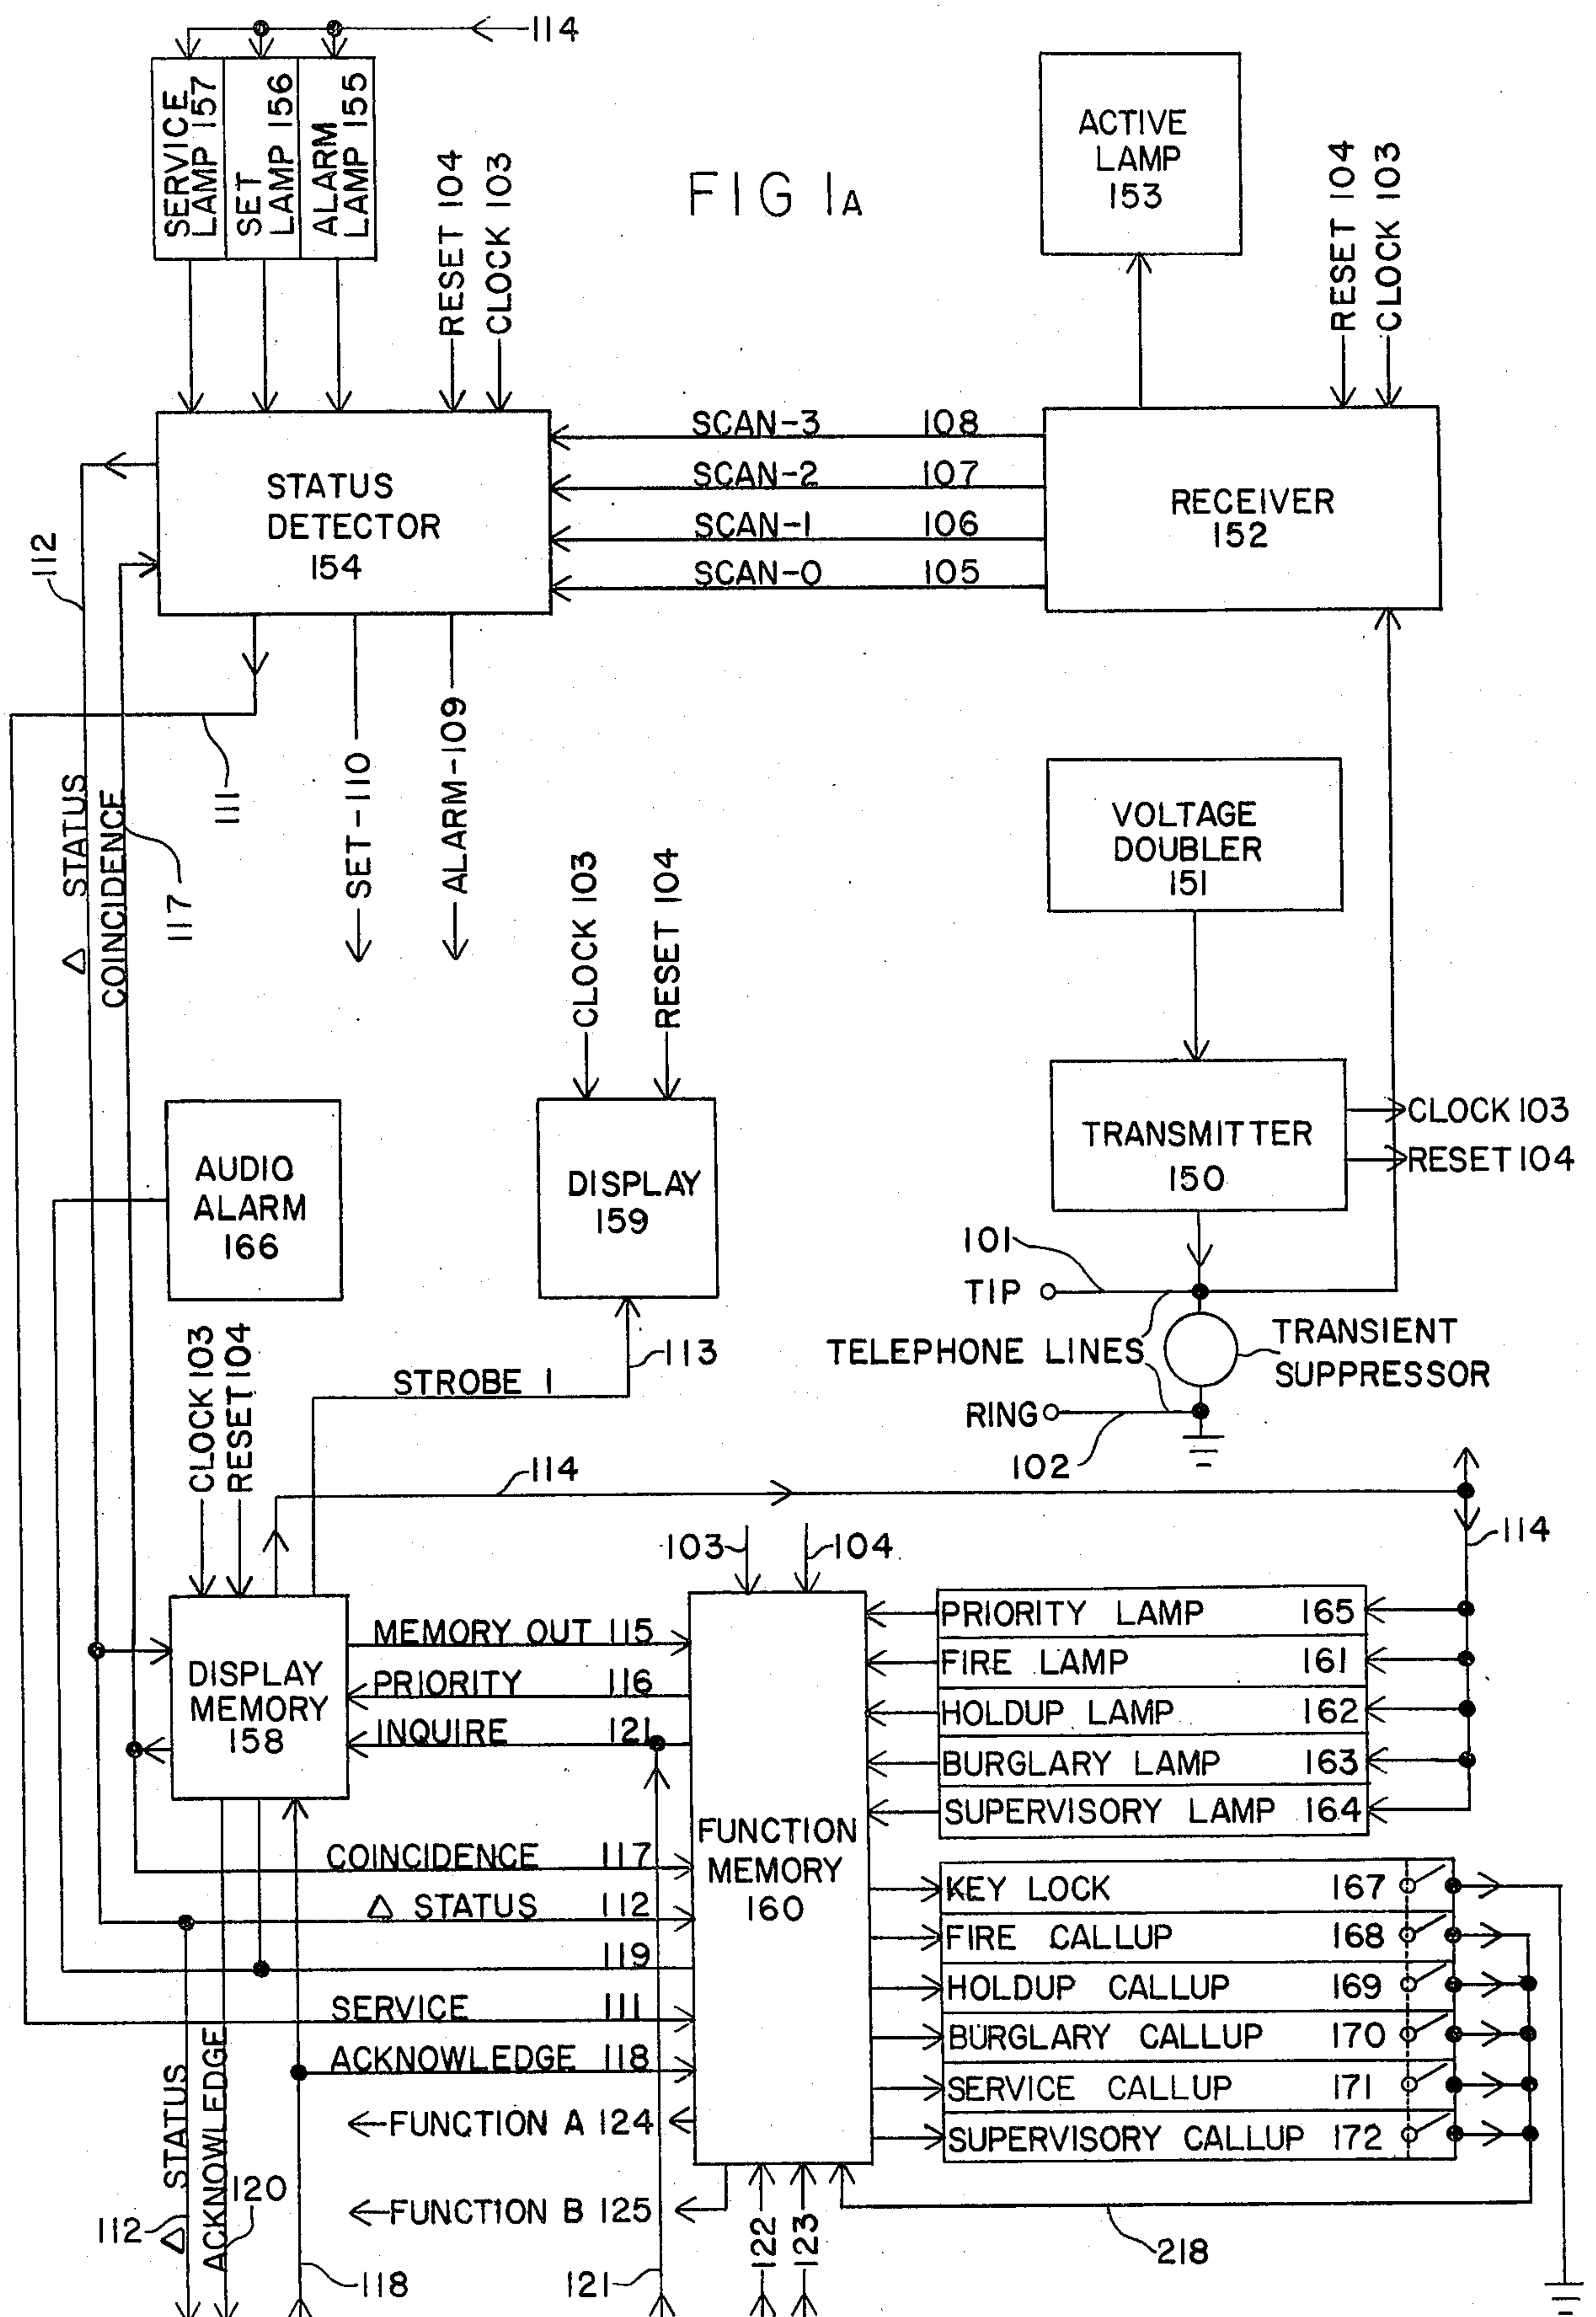 114
SERVICE
LAMP 157
SET
LAMP 156
ALARM
LAMP 155
RESET 104
CLOCK 103
FIG 1A
ACTIVE
LAMP
153
RESET 104
CLOCK 103
SCAN-3 108
SCAN-2 107
SCAN-1 106
SCAN-0 105
STATUS
DETECTOR
154
RECEIVER
152
112
111
Δ STATUS
COINCIDENCE
117
SET-110
ALARM-109
VOLTAGE
DOUBLER
151
CLOCK 103
RESET 104
AUDIO
ALARM
166
DISPLAY
159
TRANSMITTER
150
CLOCK 103
RESET 104
101
TIP
TELEPHONE LINES
TRANSIENT
SUPPRESSOR
RING
102
113
STROBE 1
CLOCK 103
RESET 104
114
114
103
104
DISPLAY
MEMORY
158
MEMORY OUT 115
PRIORITY 116
INQUIRE 121
COINCIDENCE 117
Δ STATUS 112
119
SERVICE 111
ACKNOWLEDGE 118
FUNCTION A 124
FUNCTION B 125
FUNCTION
MEMORY
160
PRIORITY LAMP 165
FIRE LAMP 161
HOLDUP LAMP 162
BURGLARY LAMP 163
SUPERVISORY LAMP 164
KEY LOCK 167
FIRE CALLUP 168
HOLDUP CALLUP 169
BURGLARY CALLUP 170
SERVICE CALLUP 171
SUPERVISORY CALLUP 172
112
Δ STATUS
ACKNOWLEDGE
120
118
121
122
123
218